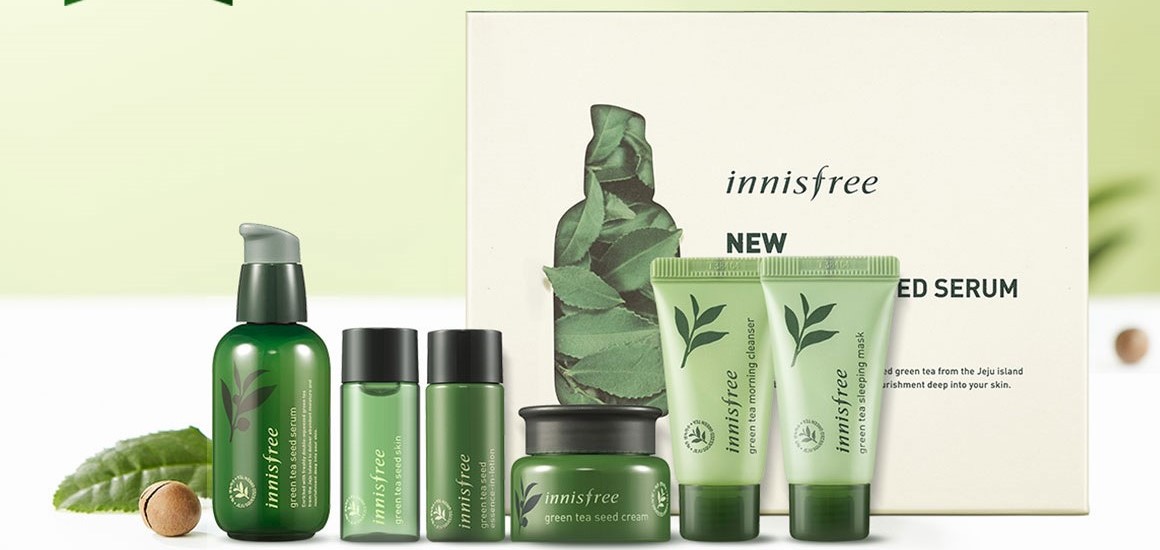 innisfree
NEW
ED SERUM
ed green tea from the Jeju island
urishment deep into your skin.
innisfree
green tea seed serum
innisfree
green tea seed skin
innisfree
green tea seed
essence-in-lotion
innisfree
green tea seed cream
innisfree
green tea morning cleanser
innisfree
green tea sleeping mask